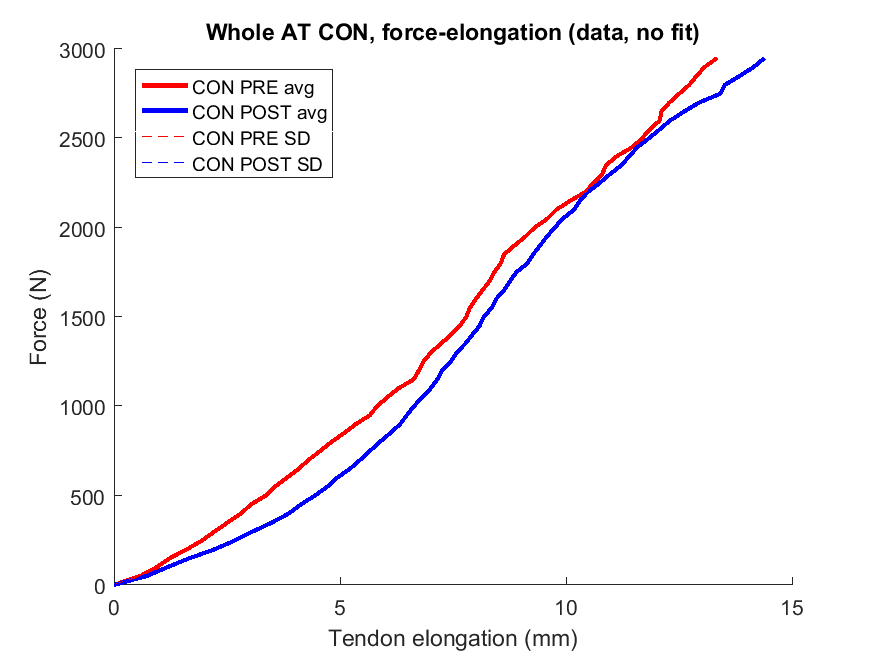 Whole AT CON, force-elongation (data, no fit)
3000
CON PRE avg
CON POST avg
CON PRE SD
CON POST SD
2500
2000
1500
1000
500
0
Force (N)
0 5 10 15
Tendon elongation (mm)